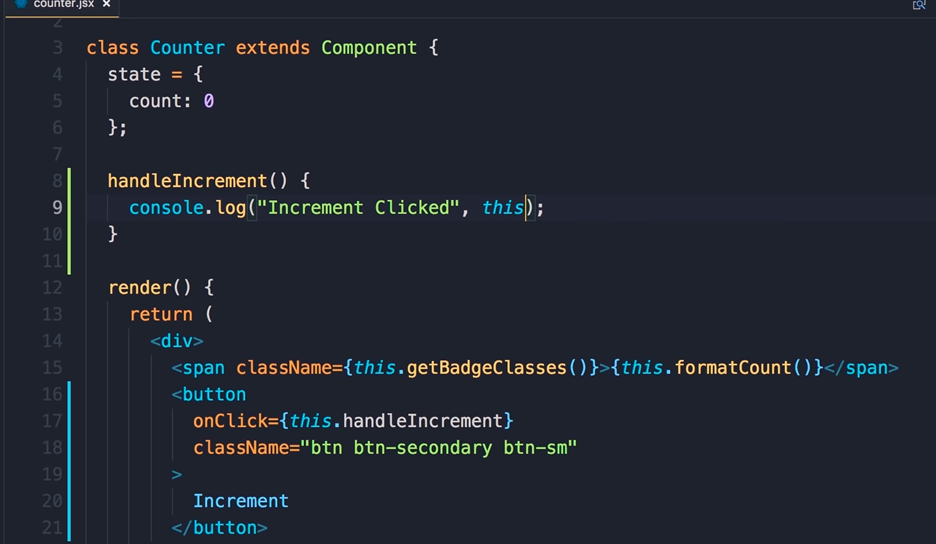 counter.jsx ×
2
3 class Counter extends Component {
4 state = {
5 count: 0
6 };
7
8 handleIncrement() {
9 console.log("Increment Clicked", this);
10 }
11
12 render() {
13 return (
14 <div>
15 <span className={this.getBadgeClasses()}>{this.formatCount()}</span>
16 <button
17 onClick={this.handleIncrement}
18 className="btn btn-secondary btn-sm"
19 >
20 Increment
21 </button>